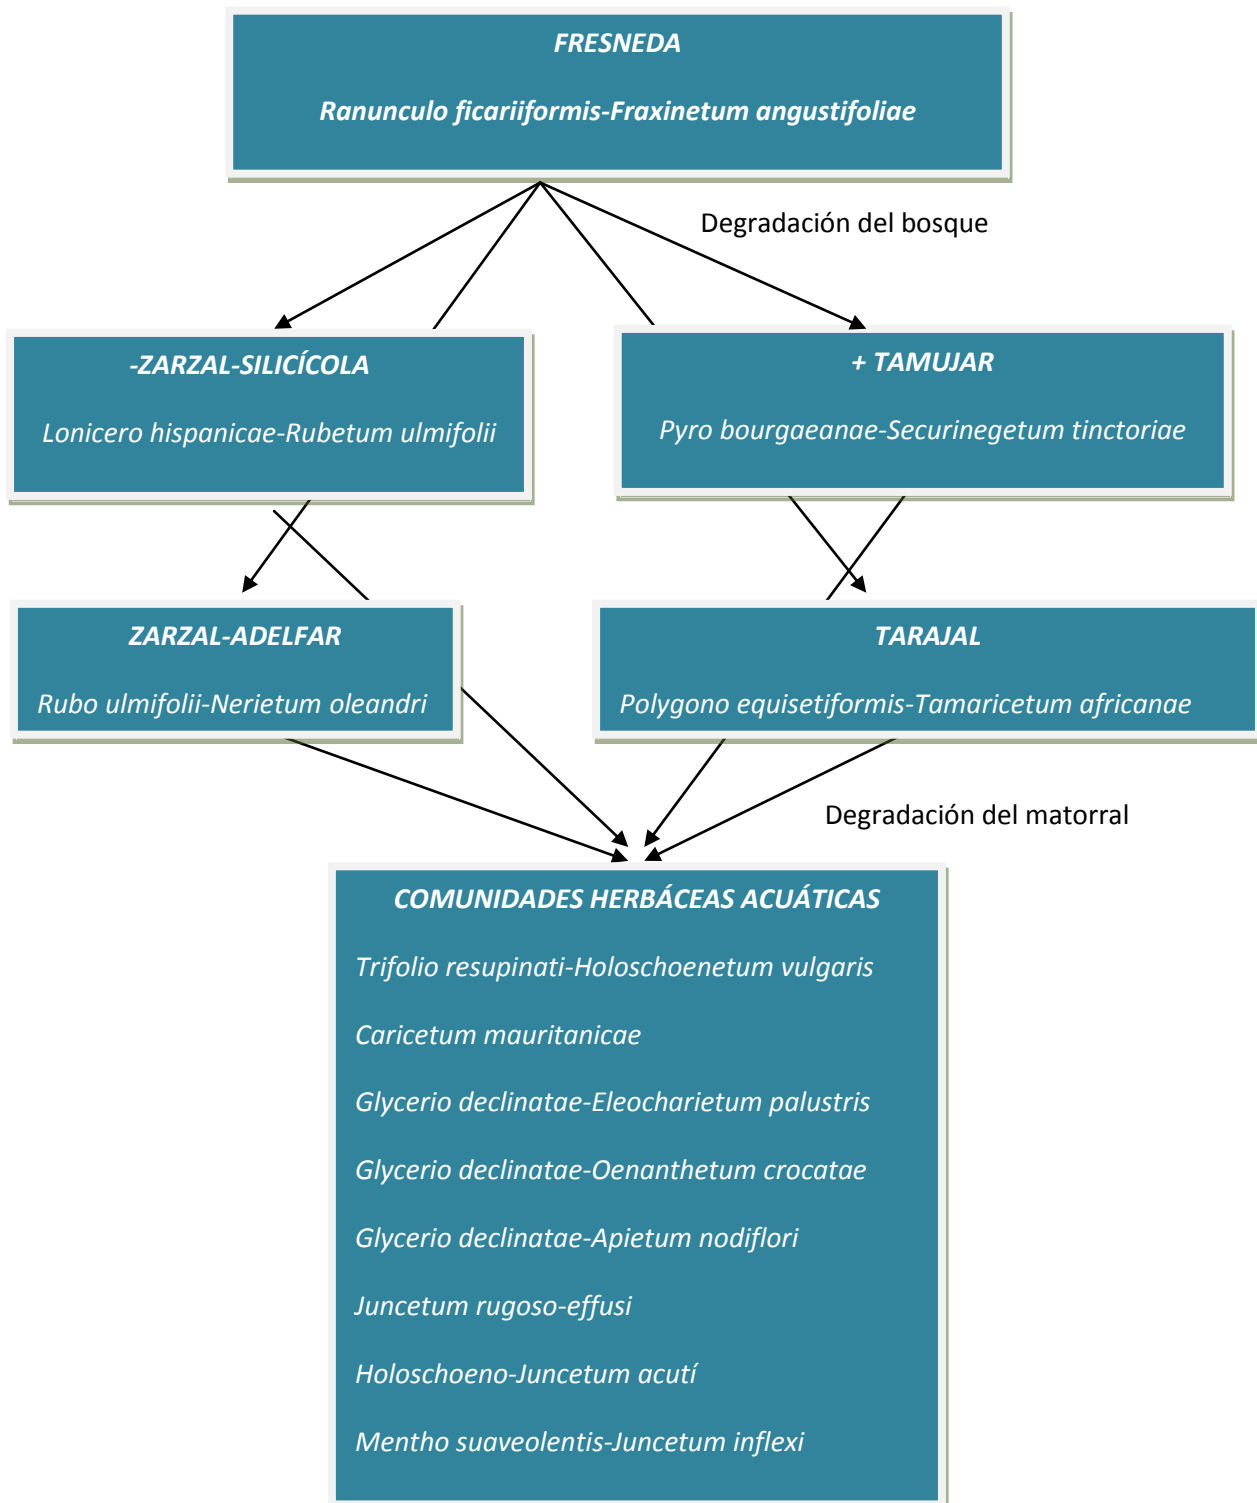 FRESNEDA
Ranunculo ficariiformis-Fraxinetum angustifoliae
Degradación del bosque
-ZARZAL-SILICÍCOLA
Lonicero hispanicae-Rubetum ulmifolii
+ TAMUJAR
Pyro bourgaeanae-Securinegetum tinctoriae
ZARZAL-ADELFAR
Rubo ulmifolii-Nerietum oleandri
TARAJAL
Polygono equisetiformis-Tamaricetum africanae
Degradación del matorral
COMUNIDADES HERBÁCEAS ACUÁTICAS
Trifolio resupinati-Holoschoenetum vulgaris
Caricetum mauritanicae
Glycerio declinatae-Eleocharietum palustris
Glycerio declinatae-Oenanthetum crocatae
Glycerio declinatae-Apietum nodiflori
Juncetum rugoso-effusi
Holoschoeno-Juncetum acutí
Mentho suaveolentis-Juncetum inflexi